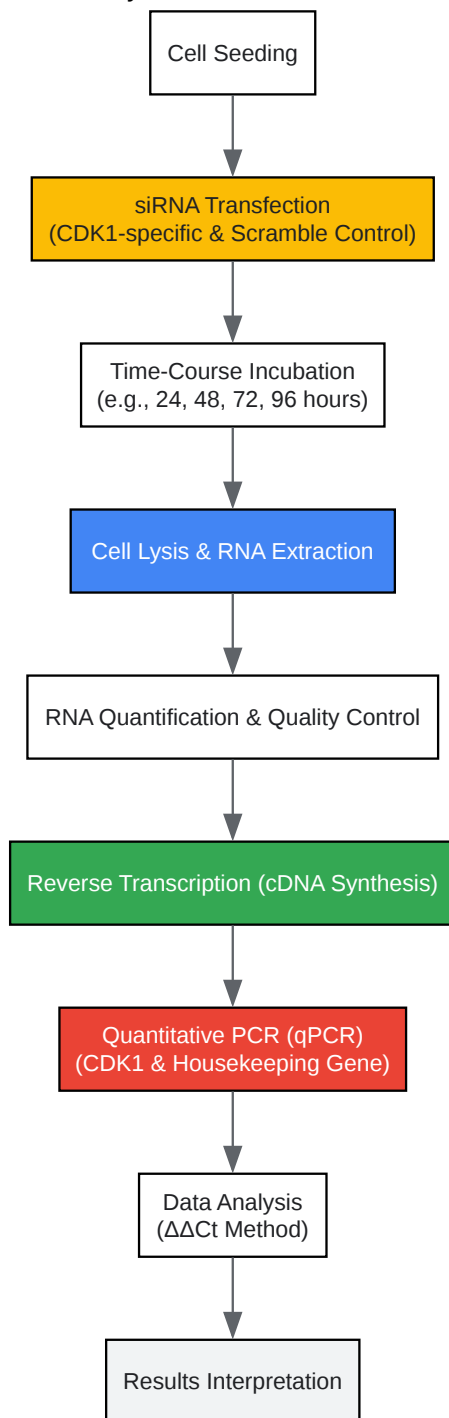 Cell Seeding
siRNA Transfection
(CDK1-specific & Scramble Control)
Time-Course Incubation
(e.g., 24, 48, 72, 96 hours)
Cell Lysis & RNA Extraction
RNA Quantification & Quality Control
Reverse Transcription (cDNA Synthesis)
Quantitative PCR (qPCR)
(CDK1 & Housekeeping Gene)
Data Analysis
(ΔΔCt Method)
Results Interpretation